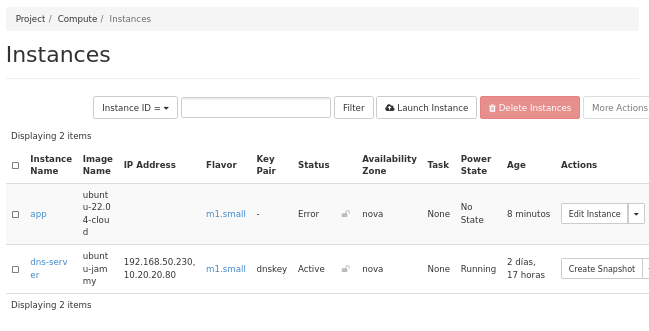 Project / Compute / Instances
Instances
Instance ID = Filter Launch Instance Delete Instances More Actions
Displaying 2 items
Instance Name Image Name IP Address Flavor Key Pair Status Availability Zone Task Power State Age Actions
app ubuntu-22.04-cloud m1.small - Error nova None No State 8 minutos Edit Instance
dns-server ubuntu-jammy 192.168.50.230, 10.20.20.80 m1.small dnskey Active nova None Running 2 días, 17 horas Create Snapshot
Displaying 2 items